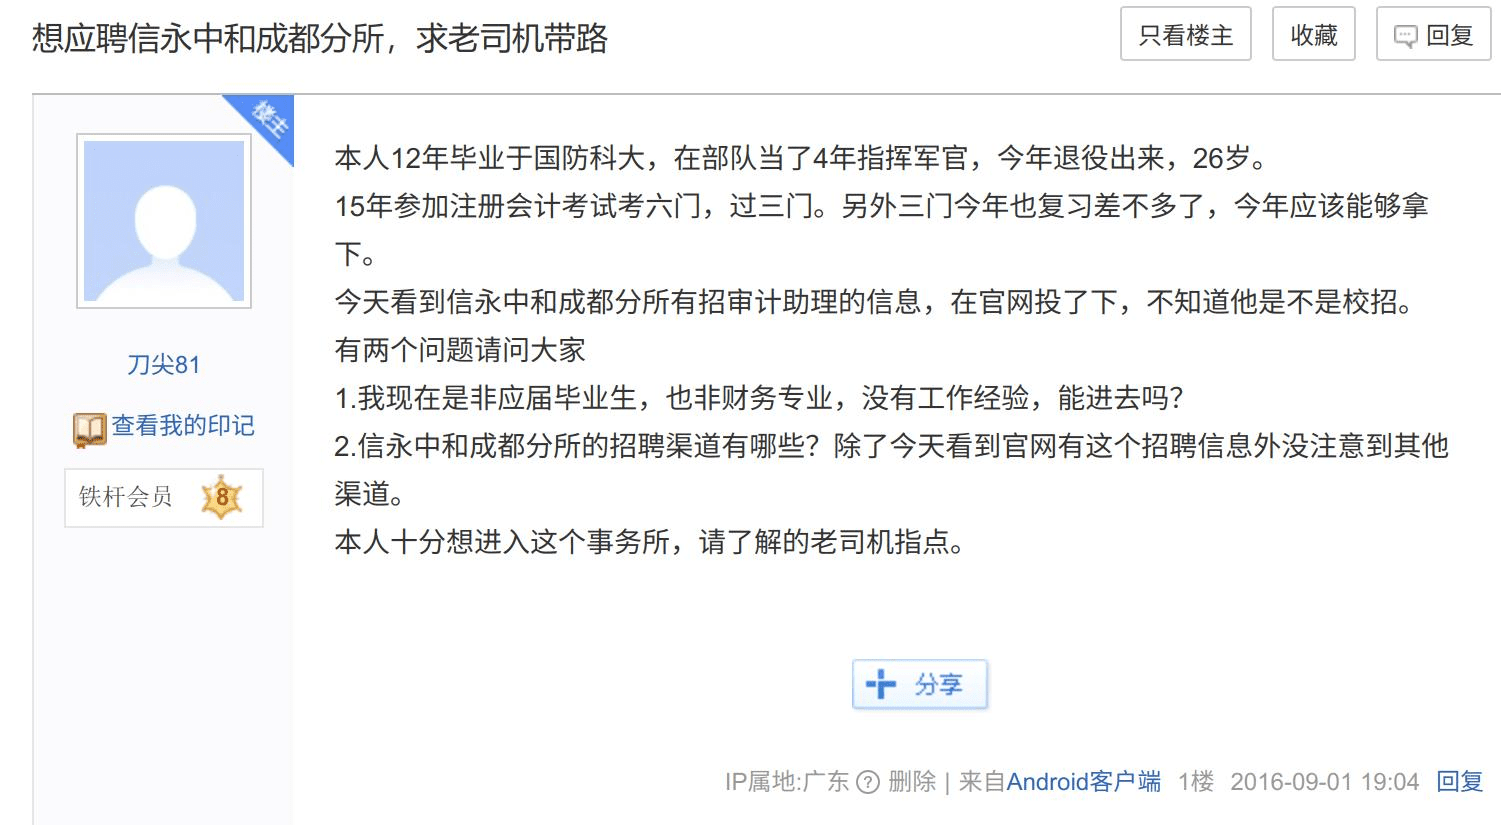 想应聘信永中和成都分所，求老司机带路
只看楼主
收藏
回复
楼主
刀尖81
查看我的印记
铁杆会员 8
本人12年毕业于国防科大，在部队当了4年指挥军官，今年退役出来，26岁。
15年参加注册会计考试考六门，过三门。另外三门今年也复习差不多了，今年应该能够拿
下。
今天看到信永中和成都分所有招审计助理的信息，在官网投了下，不知道他是不是校招。
有两个问题请问大家
1.我现在是非应届毕业生，也非财务专业，没有工作经验，能进去吗？
2.信永中和成都分所的招聘渠道有哪些？除了今天看到官网有这个招聘信息外没注意到其他
渠道。
本人十分想进入这个事务所，请了解的老司机指点。
分享
IP属地:广东 ? 删除 | 来自Android客户端 1楼 2016-09-01 19:04 回复